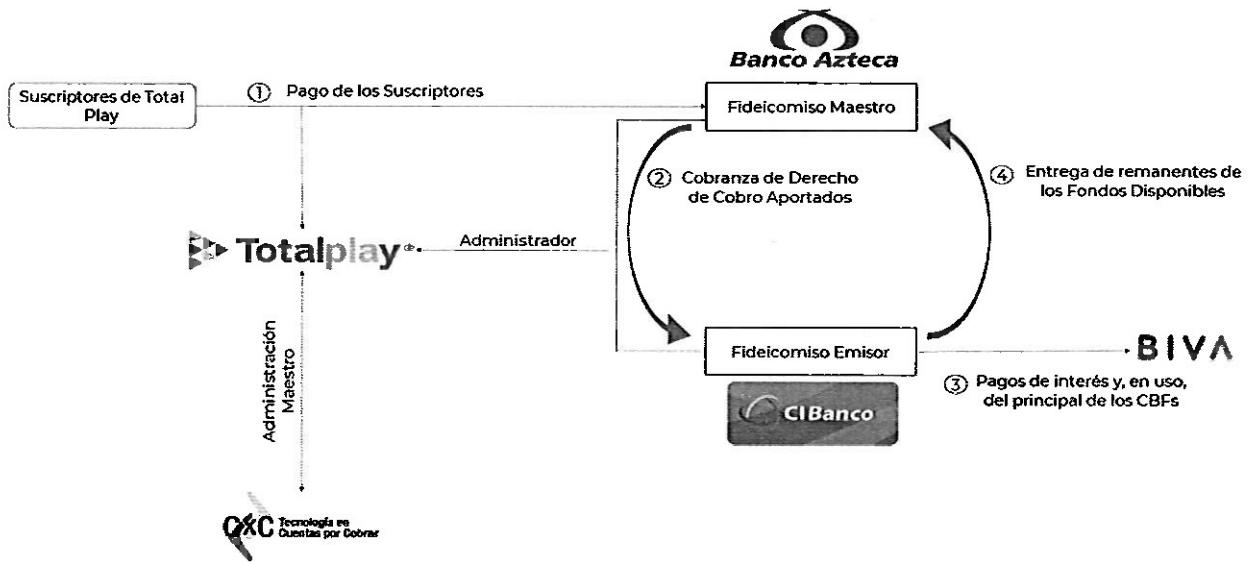 Banco Azteca
Suscriptores de Total
Play
① Pago de los Suscriptores
Fideicomiso Maestro
② Cobranza de Derecho
de Cobro Aportados
④ Entrega de remanentes de
los Fondos Disponibles
Totalplay
Administrador
Administración
Maestro
Fideicomiso Emisor
BIVA
③ Pagos de interés y, en uso,
del principal de los CBFs
CIBanco
CXC Tecnología en
Cuentas por Cobrar